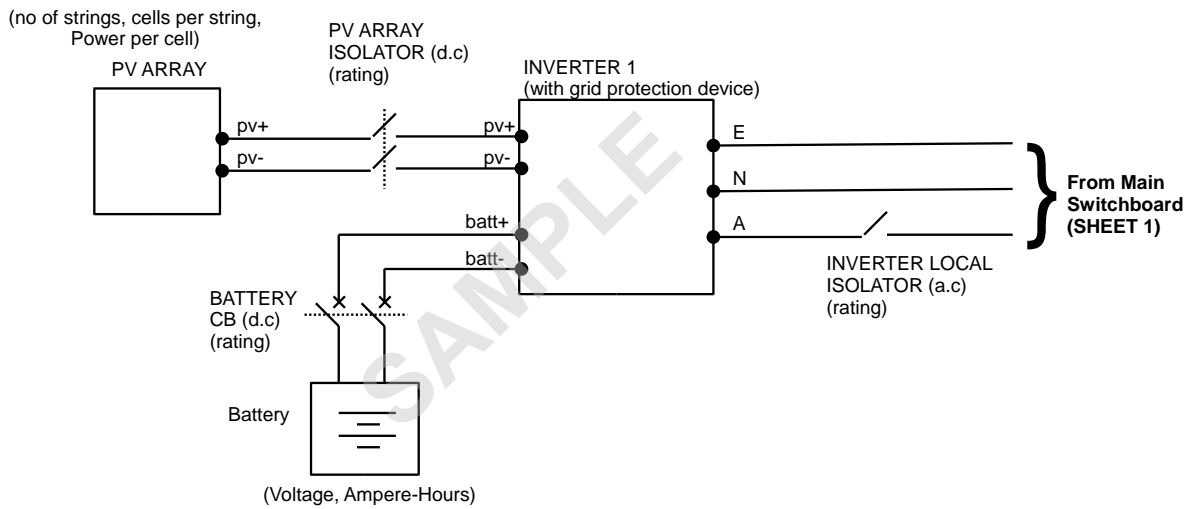 (no of strings, cells per string,
Power per cell)
PV ARRAY
PV ARRAY
ISOLATOR (d.c)
(rating)
INVERTER 1
(with grid protection device)
pv+
pv-
pv+
pv-
batt+
batt-
E
N
A
From Main
Switchboard
(SHEET 1)
INVERTER LOCAL
ISOLATOR (a.c)
(rating)
BATTERY
CB (d.c)
(rating)
Battery
(Voltage, Ampere-Hours)
SAMPLE